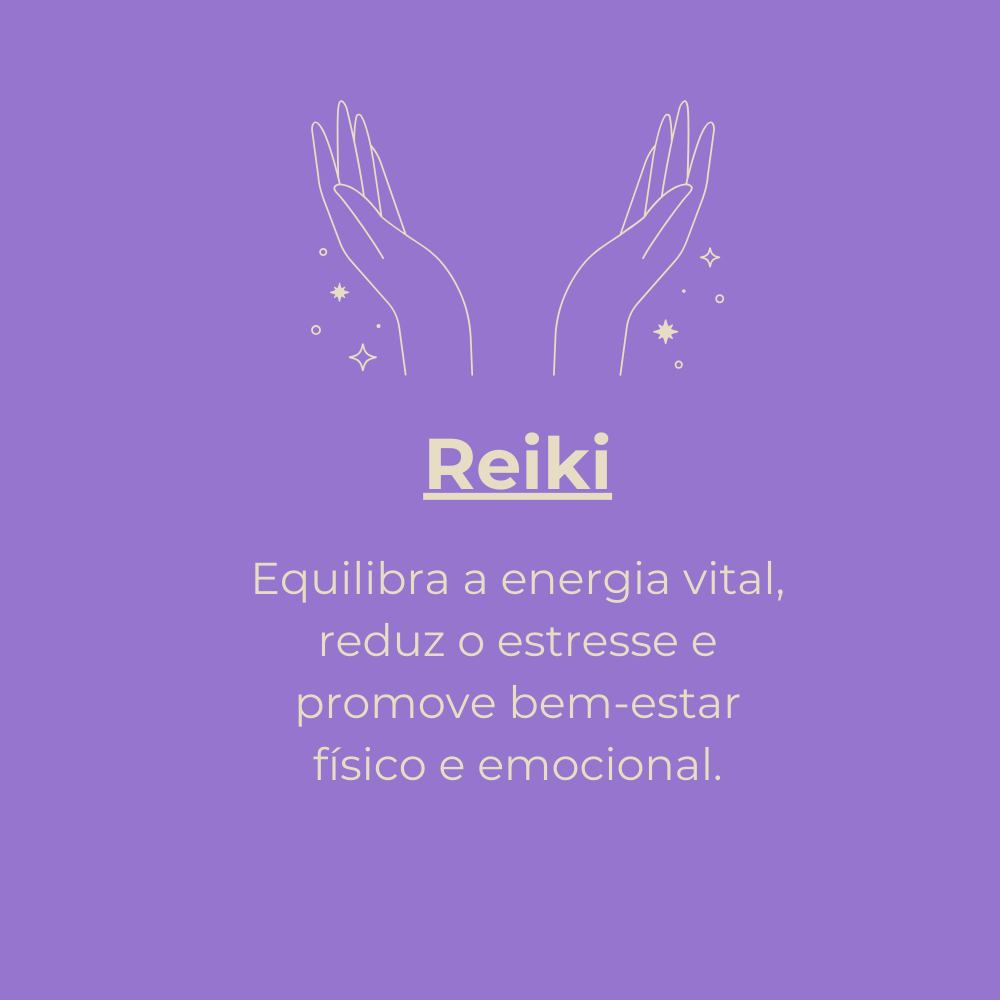 Reiki
Equilibra a energia vital,
reduz o estresse e
promove bem-estar
físico e emocional.